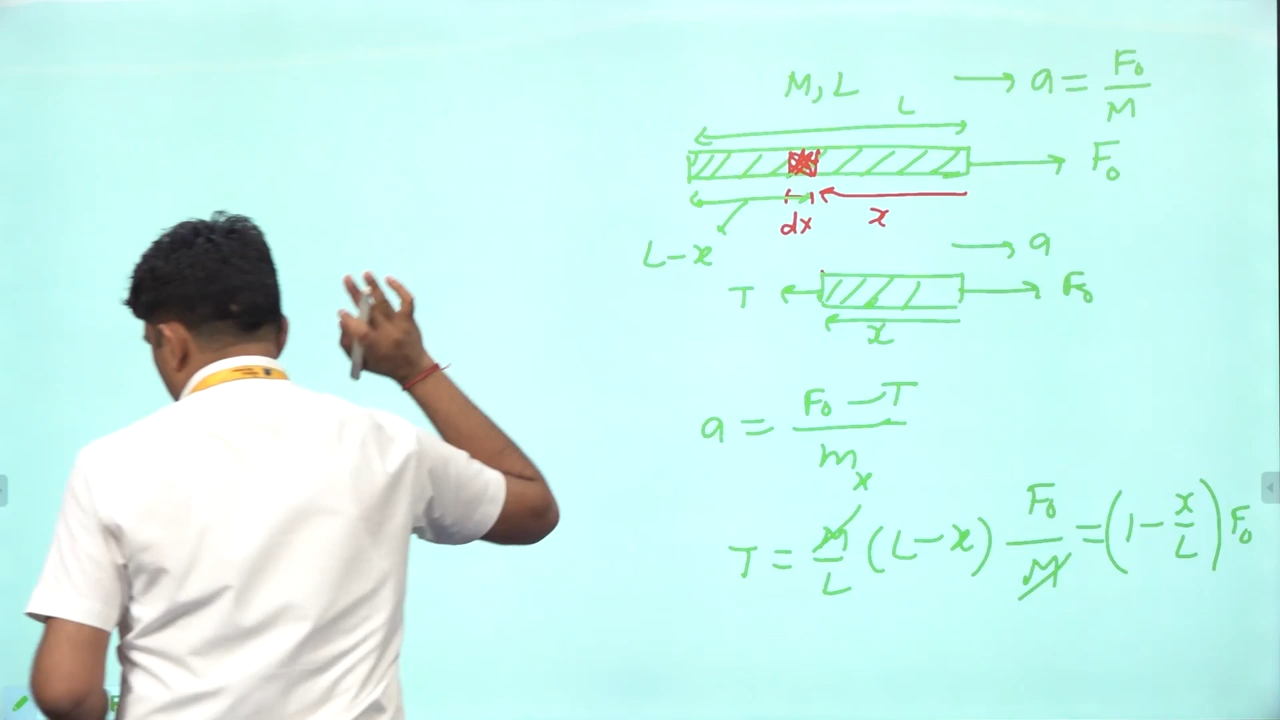 M, L → a = F₀/M
L
F₀
dx x
L-x → a
T F₀
x
a = F₀ - T / mₓ
T = M/L (L-x) F₀/M = (1 - x/L) F₀